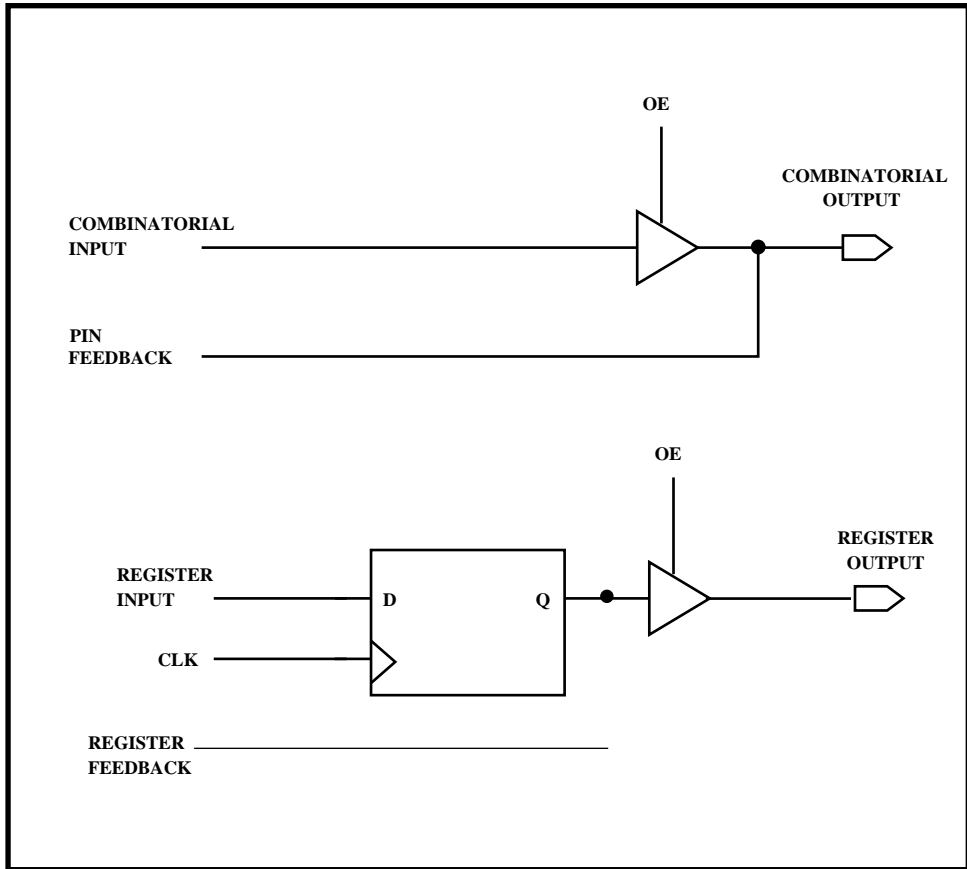 OE
COMBINATORIAL
OUTPUT
COMBINATORIAL
INPUT
PIN
FEEDBACK
OE
REGISTER
OUTPUT
REGISTER
INPUT
D
Q
CLK
REGISTER
FEEDBACK